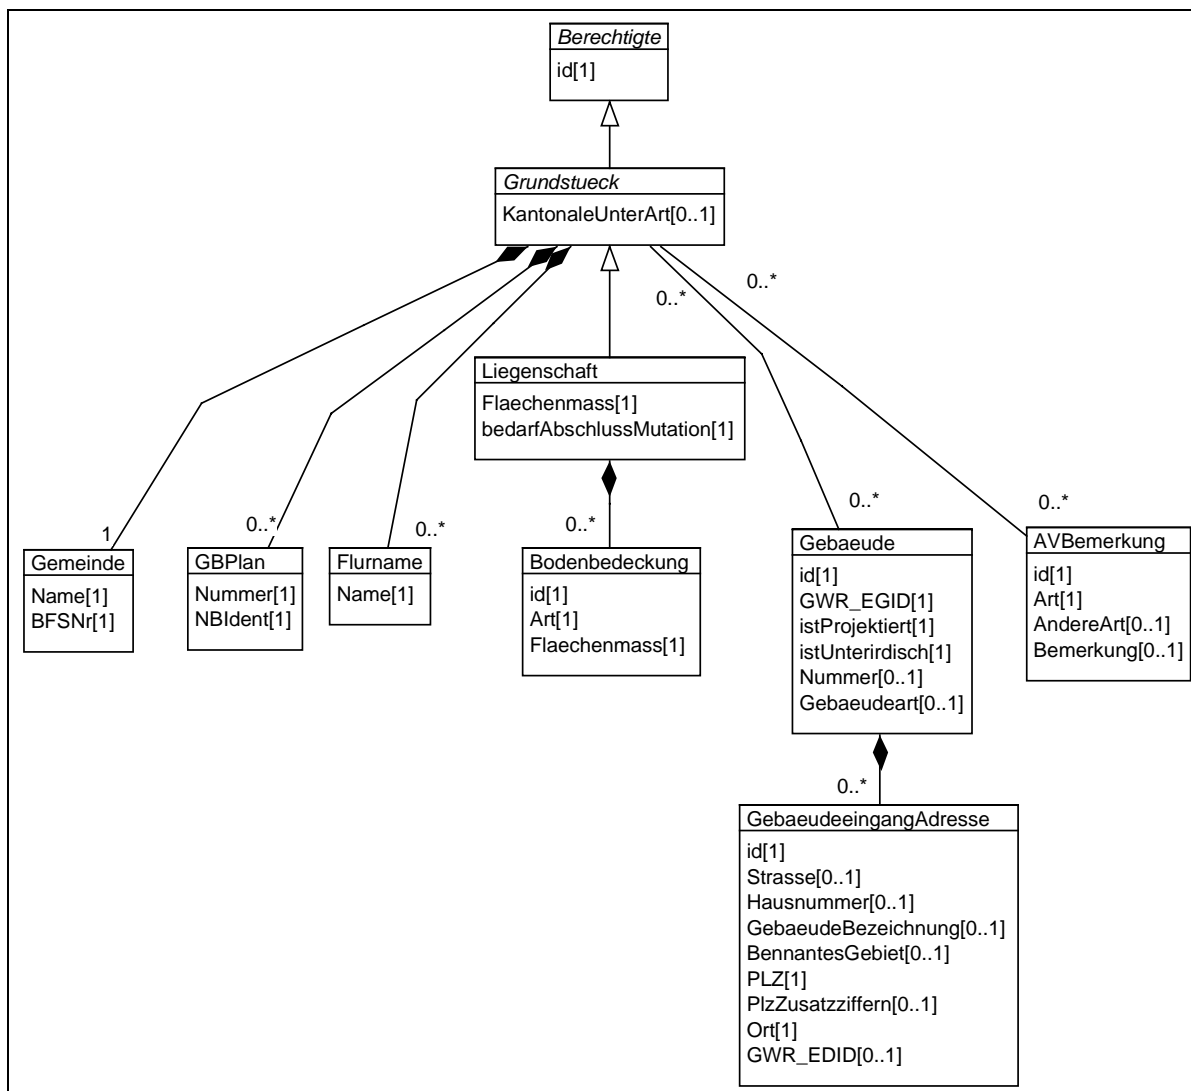 Berechtigte
id[1]
Grundstueck
KantonaleUnterArt[0..1]
0..*
0..*
Liegenschaft
Flaechenmass[1]
bedarfAbschlussMutation[1]
1
0..*
0..*
0..*
0..*
0..*
Gemeinde
Name[1]
BFSNr[1]
GBPlan
Nummer[1]
NBIdent[1]
Flurname
Name[1]
Bodenbedeckung
id[1]
Art[1]
Flaechenmass[1]
Gebaeude
id[1]
GWR_EGID[1]
istProjektiert[1]
istUnterirdisch[1]
Nummer[0..1]
Gebaeudeart[0..1]
AVBemerkung
id[1]
Art[1]
AndereArt[0..1]
Bemerkung[0..1]
0..*
GebaeudeeingangAdresse
id[1]
Strasse[0..1]
Hausnummer[0..1]
GebaeudeBezeichnung[0..1]
BennantesGebiet[0..1]
PLZ[1]
PlzZusatzziffern[0..1]
Ort[1]
GWR_EDID[0..1]